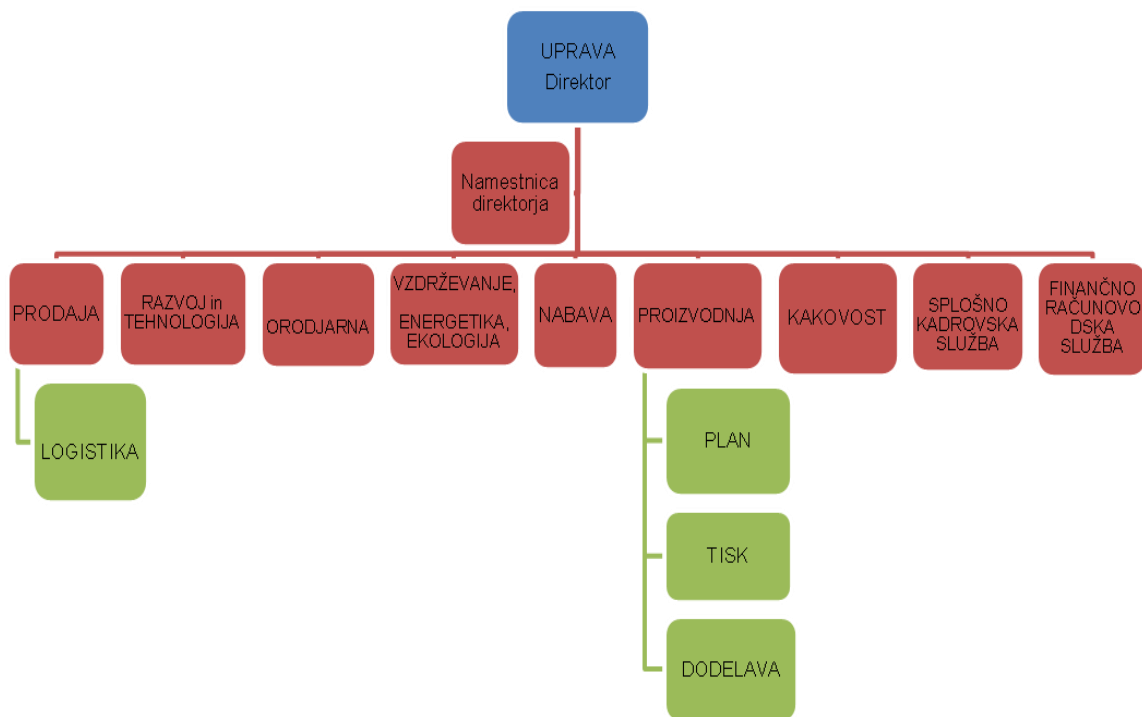 UPRAVA
Direktor
Namestnica
direktorja
PRODAJA
RAZVOJ in
TEHNOLOGIJA
ORODJARNA
VZDRŽEVANJE,
ENERGETIKA,
EKOLOGIJA
NABAVA
PROIZVODNJA
KAKOVOST
SPLOŠNO
KADROVSKA
SLUŽBA
FINANČNO
RAČUNOVO
DSKA
SLUŽBA
LOGISTIKA
PLAN
TISK
DODELAVA